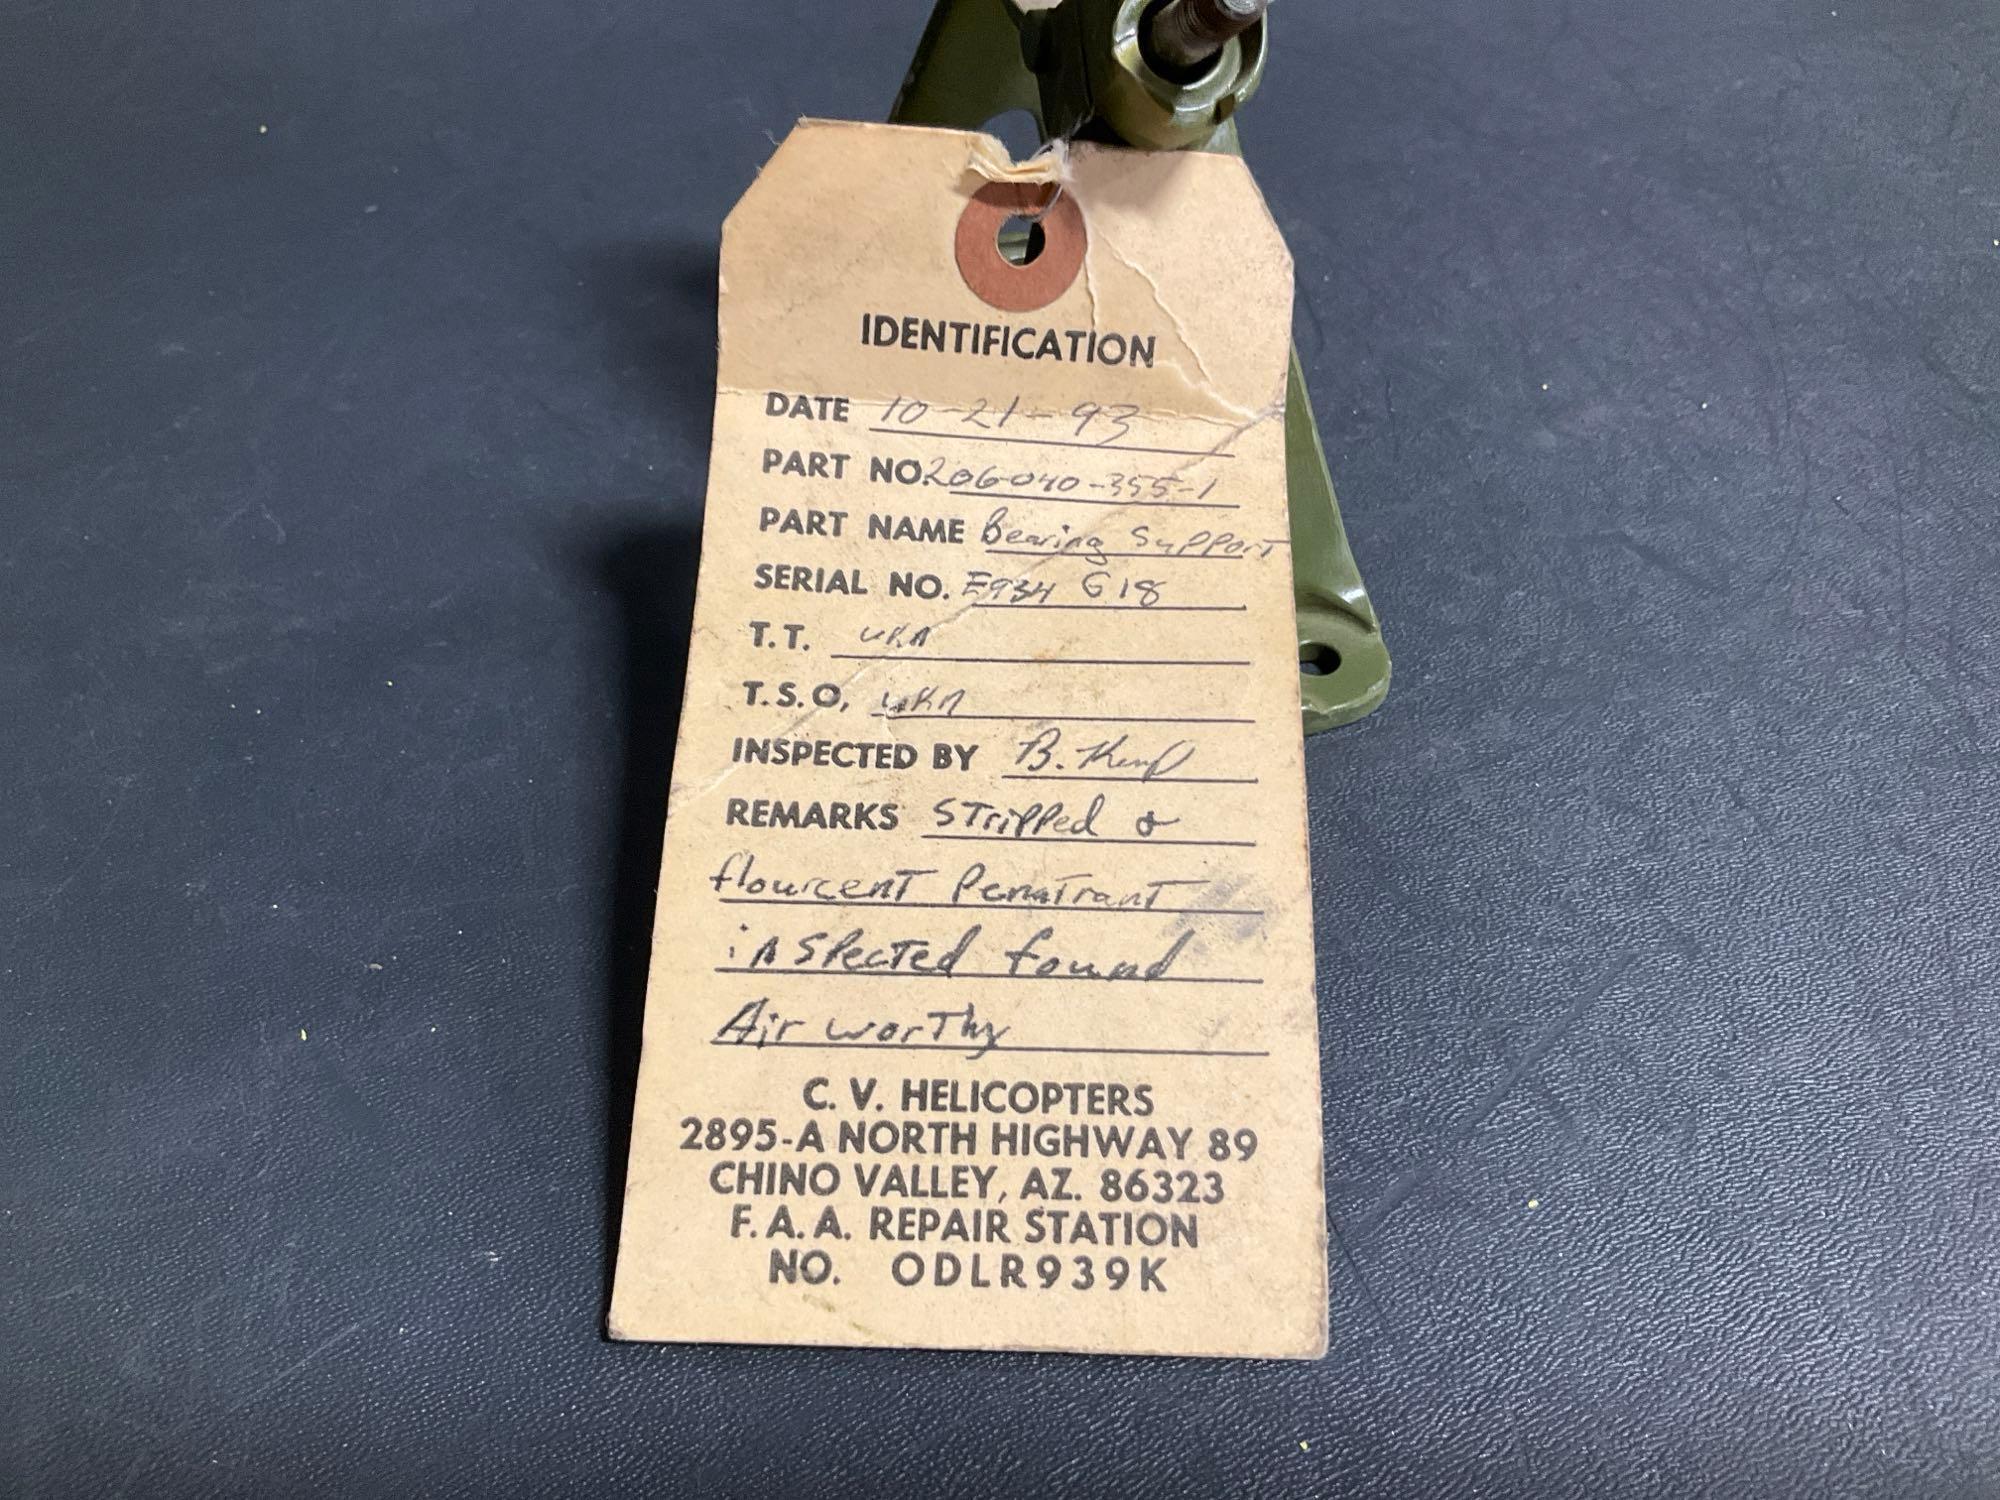 IDENTIFICATION
DATE 10-21-93
PART NO. 206-040-355-1
PART NAME Bearing Support
SERIAL NO. E934 G18
T.T. UKN
T.S.O, UKN
INSPECTED BY B.
REMARKS Stripped &
flourcent Penatrant
inspected found
Air worthy
C. V. HELICOPTERS
2895-A NORTH HIGHWAY 89
CHINO VALLEY, AZ. 86323
F. A. A. REPAIR STATION
NO. ODLR939K